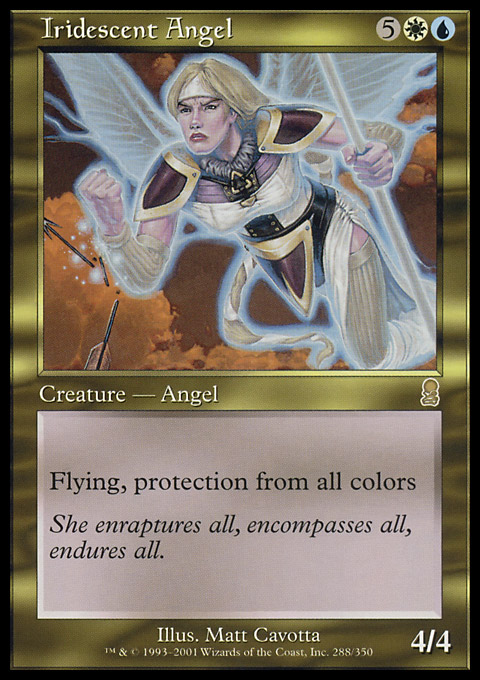 Iridescent Angel 5
Creature — Angel
Flying, protection from all colors
She enraptures all, encompasses all,
endures all.
Illus. Matt Cavotta
™ & © 1993–2001 Wizards of the Coast, Inc. 288/350
4/4